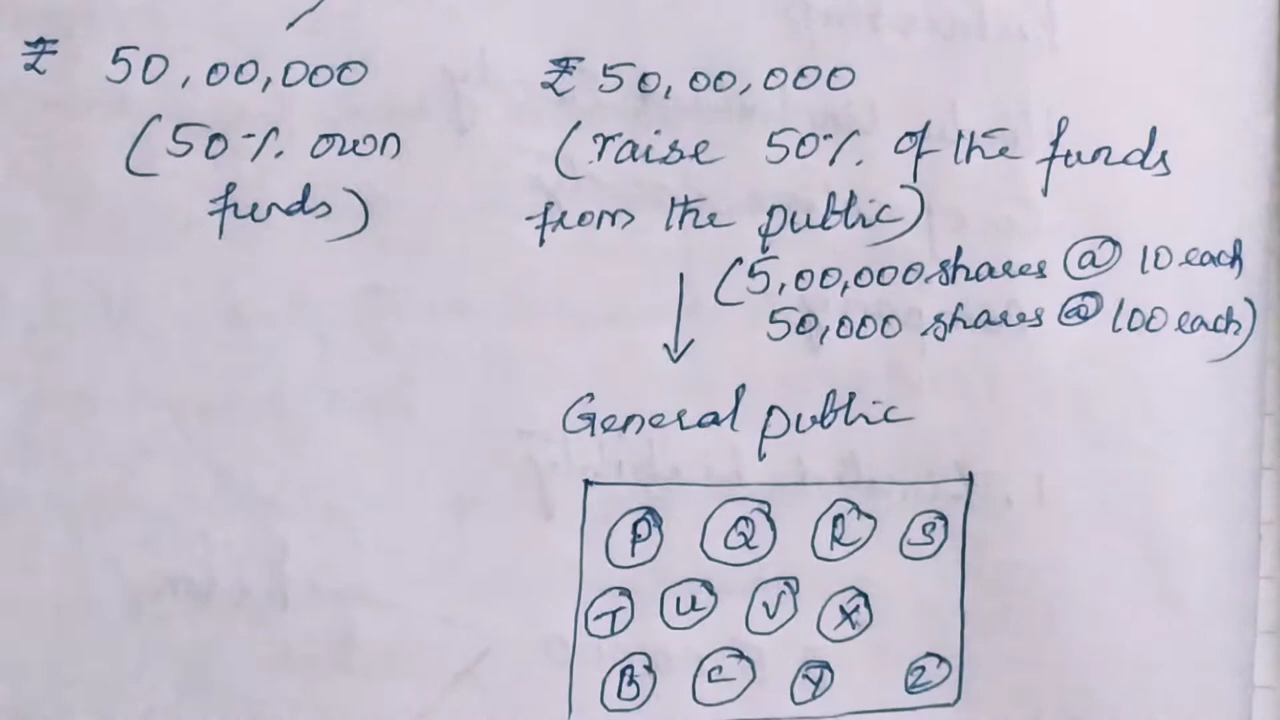 ₹ 50,00,000
(50% own
funds)
₹ 50,00,000
(raise 50% of the funds
from the public)
(5,00,000 shares @ 10 each
50,000 shares @ 100 each)
General public
P Q R S
T U V X
B C Y Z